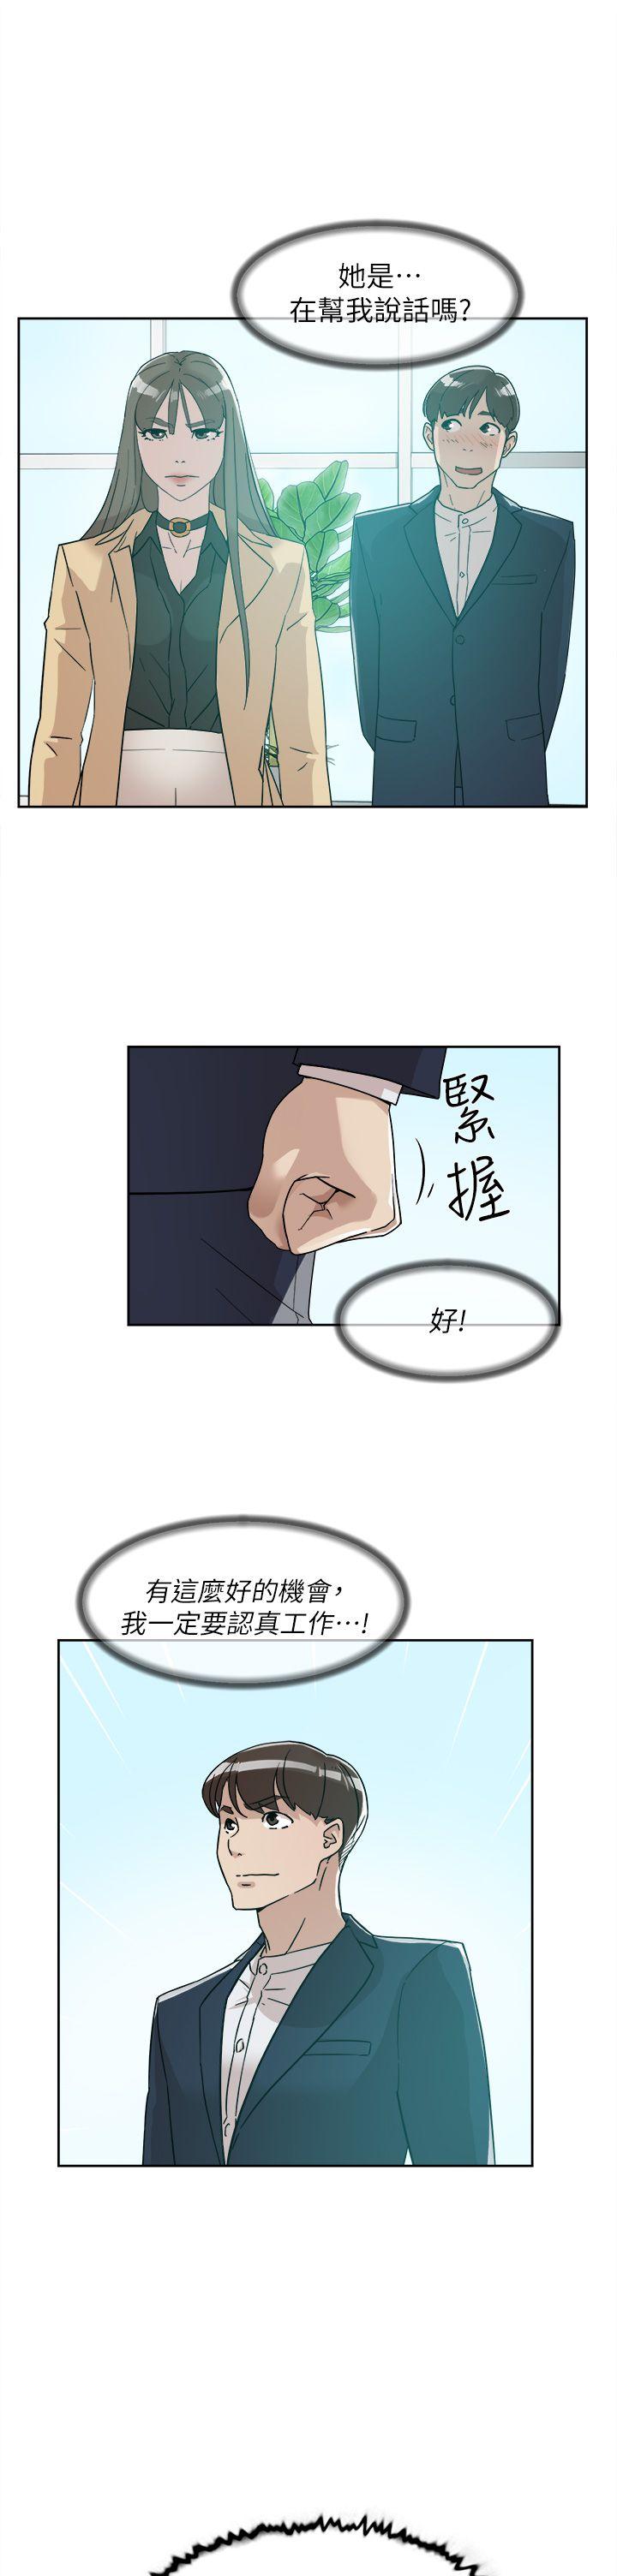 她是⋯
在幫我說話嗎?
緊握
好!
有這麼好的機會，
我一定要認真工作⋯!